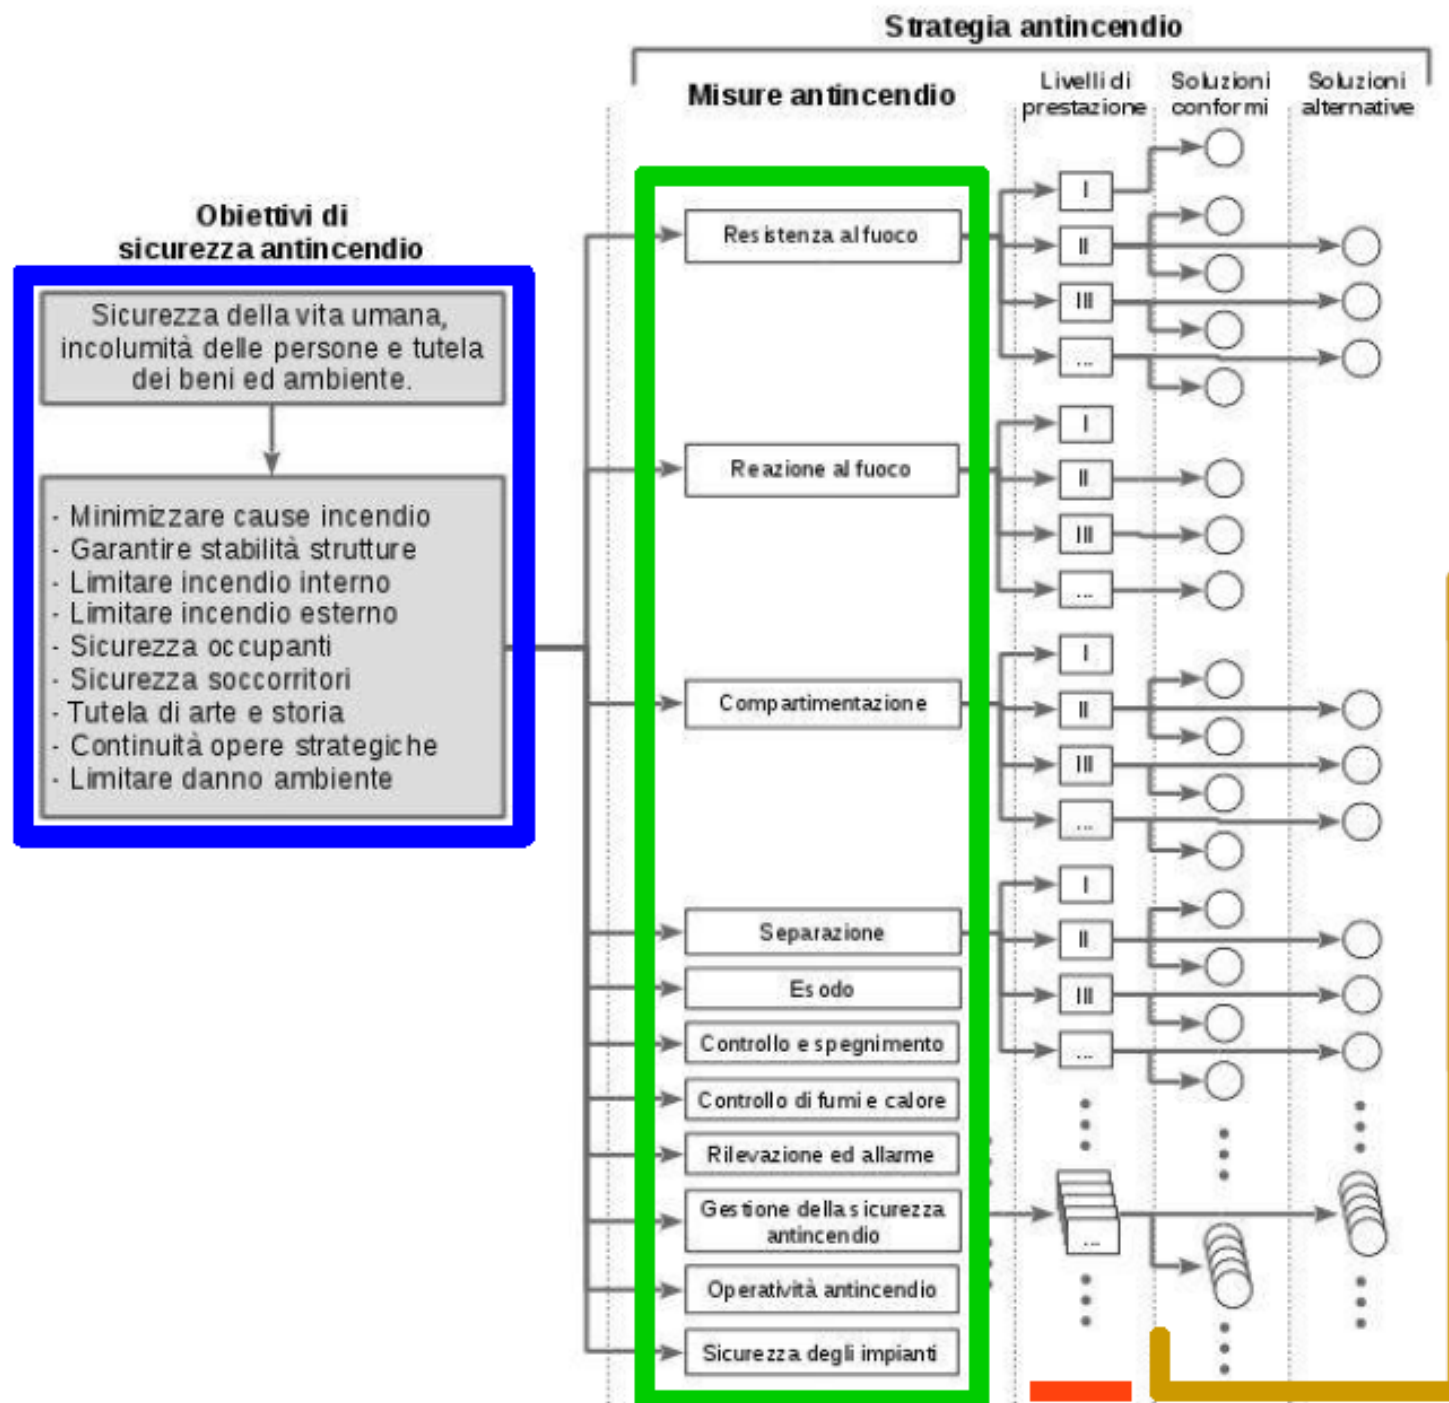 Strategia antincendio
Misure antincendio
Livelli di
prestazione
Soluzioni
conformi
Soluzioni
alternative
Obiettivi di
sicurezza antincendio
Sicurezza della vita umana,
incolumità delle persone e tutela
dei beni ed ambiente.
- Minimizzare cause incendio
- Garantire stabilità strutture
- Limitare incendio interno
- Limitare incendio esterno
- Sicurezza occupanti
- Sicurezza soccorritori
- Tutela di arte e storia
- Continuità opere strategiche
- Limitare danno ambiente
Resistenza al fuoco
I
II
III
...
Reazione al fuoco
I
II
III
...
Compartimentazione
I
II
III
...
Separazione
I
II
III
...
Esodo
Controllo e spegnimento
Controllo di fumi e calore
Rilevazione ed allarme
Gestione della sicurezza
antincendio
...
Operatività antincendio
Sicurezza degli impianti